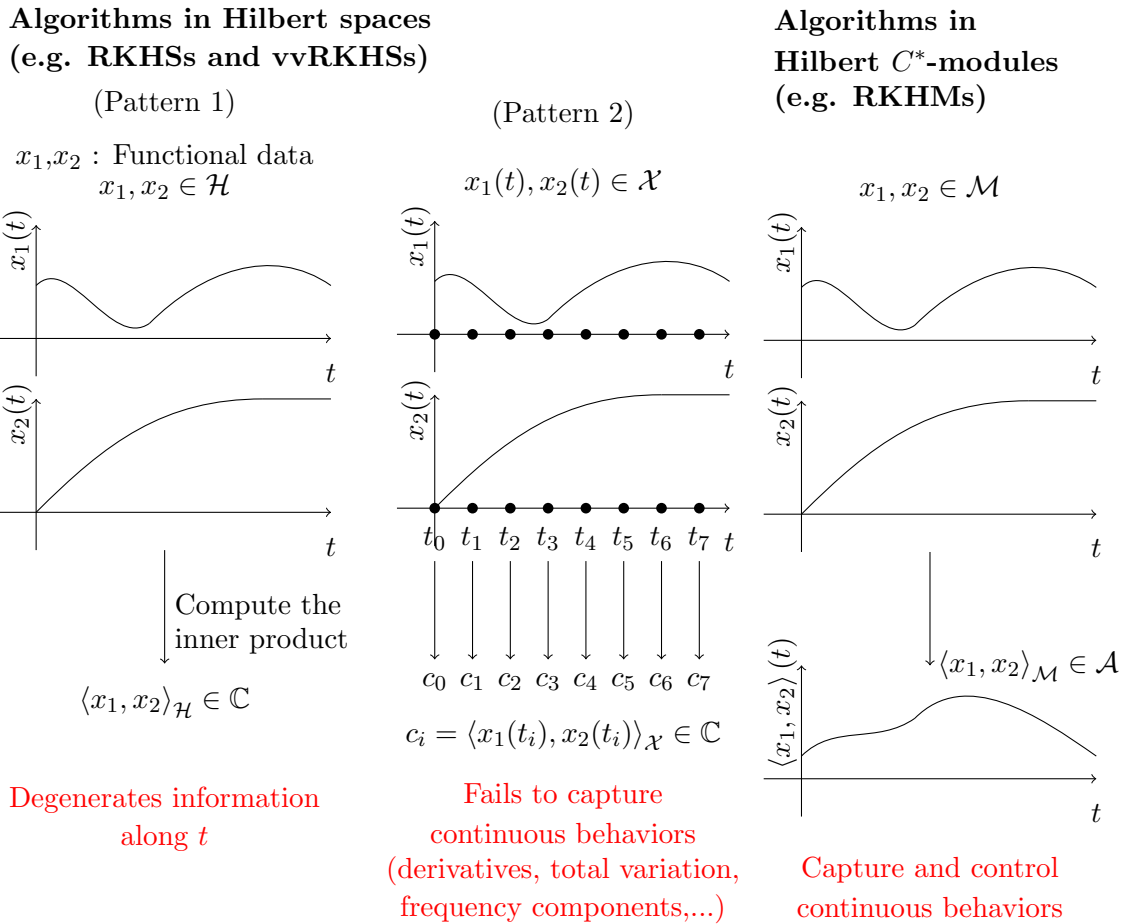 Algorithms in Hilbert spaces
(e.g. RKHSs and vvRKHSs)
(Pattern 1)
x₁,x₂ : Functional data
x₁, x₂ ∈ ℋ
x₁(t)
t
x₂(t)
t
Compute the
inner product
⟨x₁, x₂⟩_ℋ ∈ ℂ
Degenerates information
along t
(Pattern 2)
x₁(t), x₂(t) ∈ 𝒳
x₁(t)
t
x₂(t)
t₀ t₁ t₂ t₃ t₄ t₅ t₆ t₇ t
c₀ c₁ c₂ c₃ c₄ c₅ c₆ c₇
cᵢ = ⟨x₁(tᵢ), x₂(tᵢ)⟩_𝒳 ∈ ℂ
Fails to capture
continuous behaviors
(derivatives, total variation,
frequency components,...)
Algorithms in
Hilbert C*-modules
(e.g. RKHMs)
x₁, x₂ ∈ ℳ
x₁(t)
t
x₂(t)
t
⟨x₁, x₂⟩_ℳ ∈ 𝒜
⟨x₁, x₂⟩ (t)
t
Capture and control
continuous behaviors